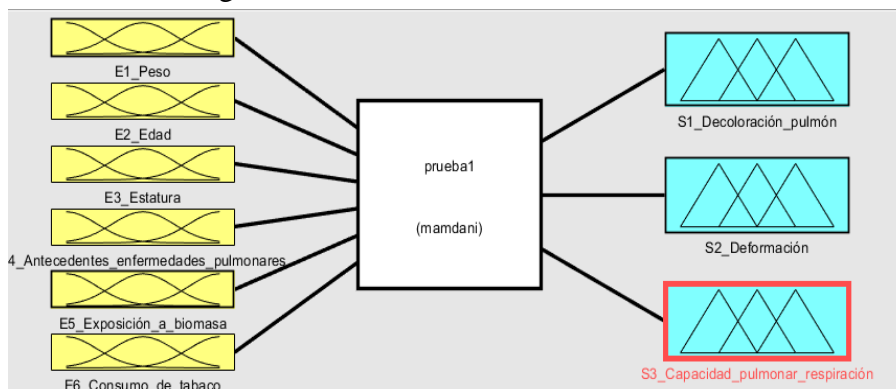 E1_Peso
E2_Edad
E3_Estatura
4_Antecedentes_enfermedades_pulmonares
E5_Exposición_a_biomasa
E6_Consumo_de_tabaco
prueba1
(mamdani)
S1_Decoloración_pulmón
S2_Deformación
S3_Capacidad_pulmonar_respiración